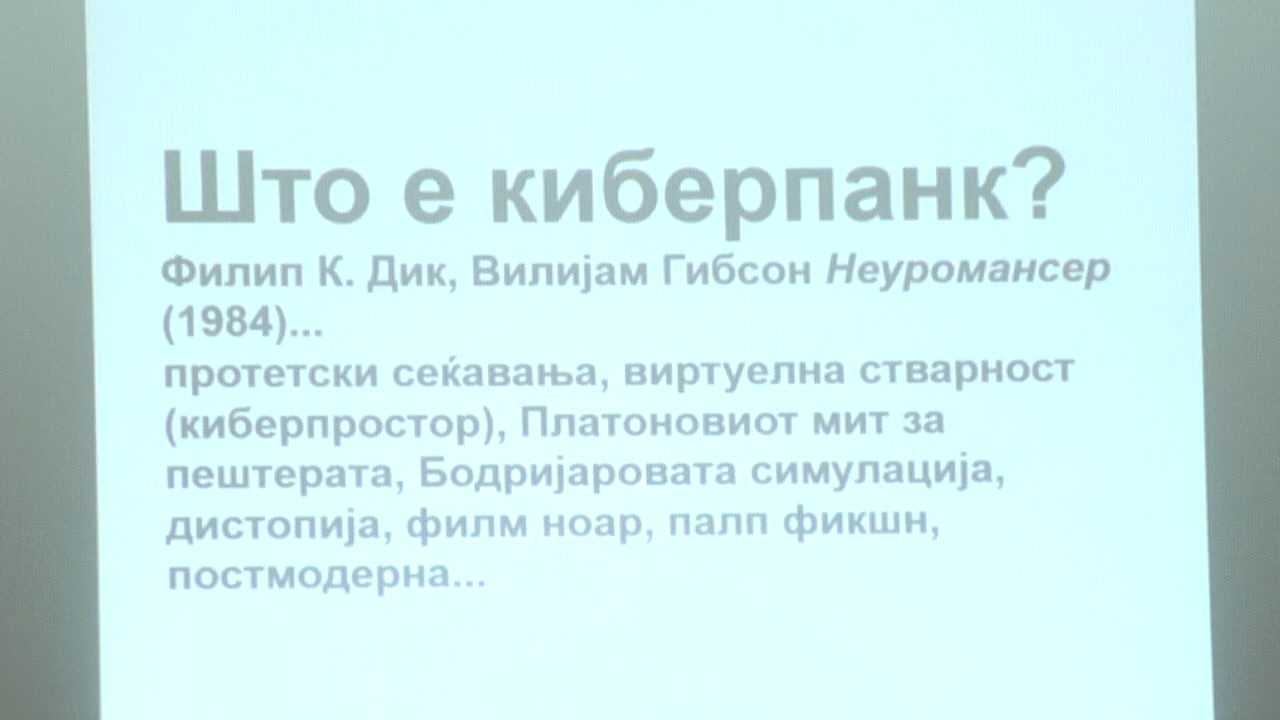 Што е киберпанк?
Филип К. Дик, Вилијам Гибсон Неуромансер
(1984)...
протетски сеќавања, виртуелна стварност
(киберпростор), Платоновиот мит за
пештерата, Бодријаровата симулација,
дистопија, филм ноар, палп фикшн,
постмодерна...